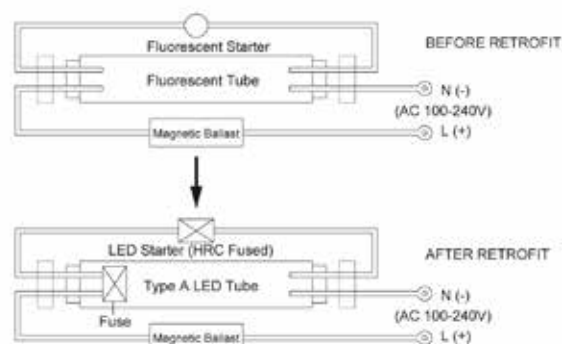 Fluorescent Starter
BEFORE RETROFIT
Fluorescent Tube
N (-)
(AC 100-240V)
Magnetic Ballast
L (+)
LED Starter (HRC Fused)
AFTER RETROFIT
Type A LED Tube
N (-)
Fuse
(AC 100-240V)
Magnetic Ballast
L (+)